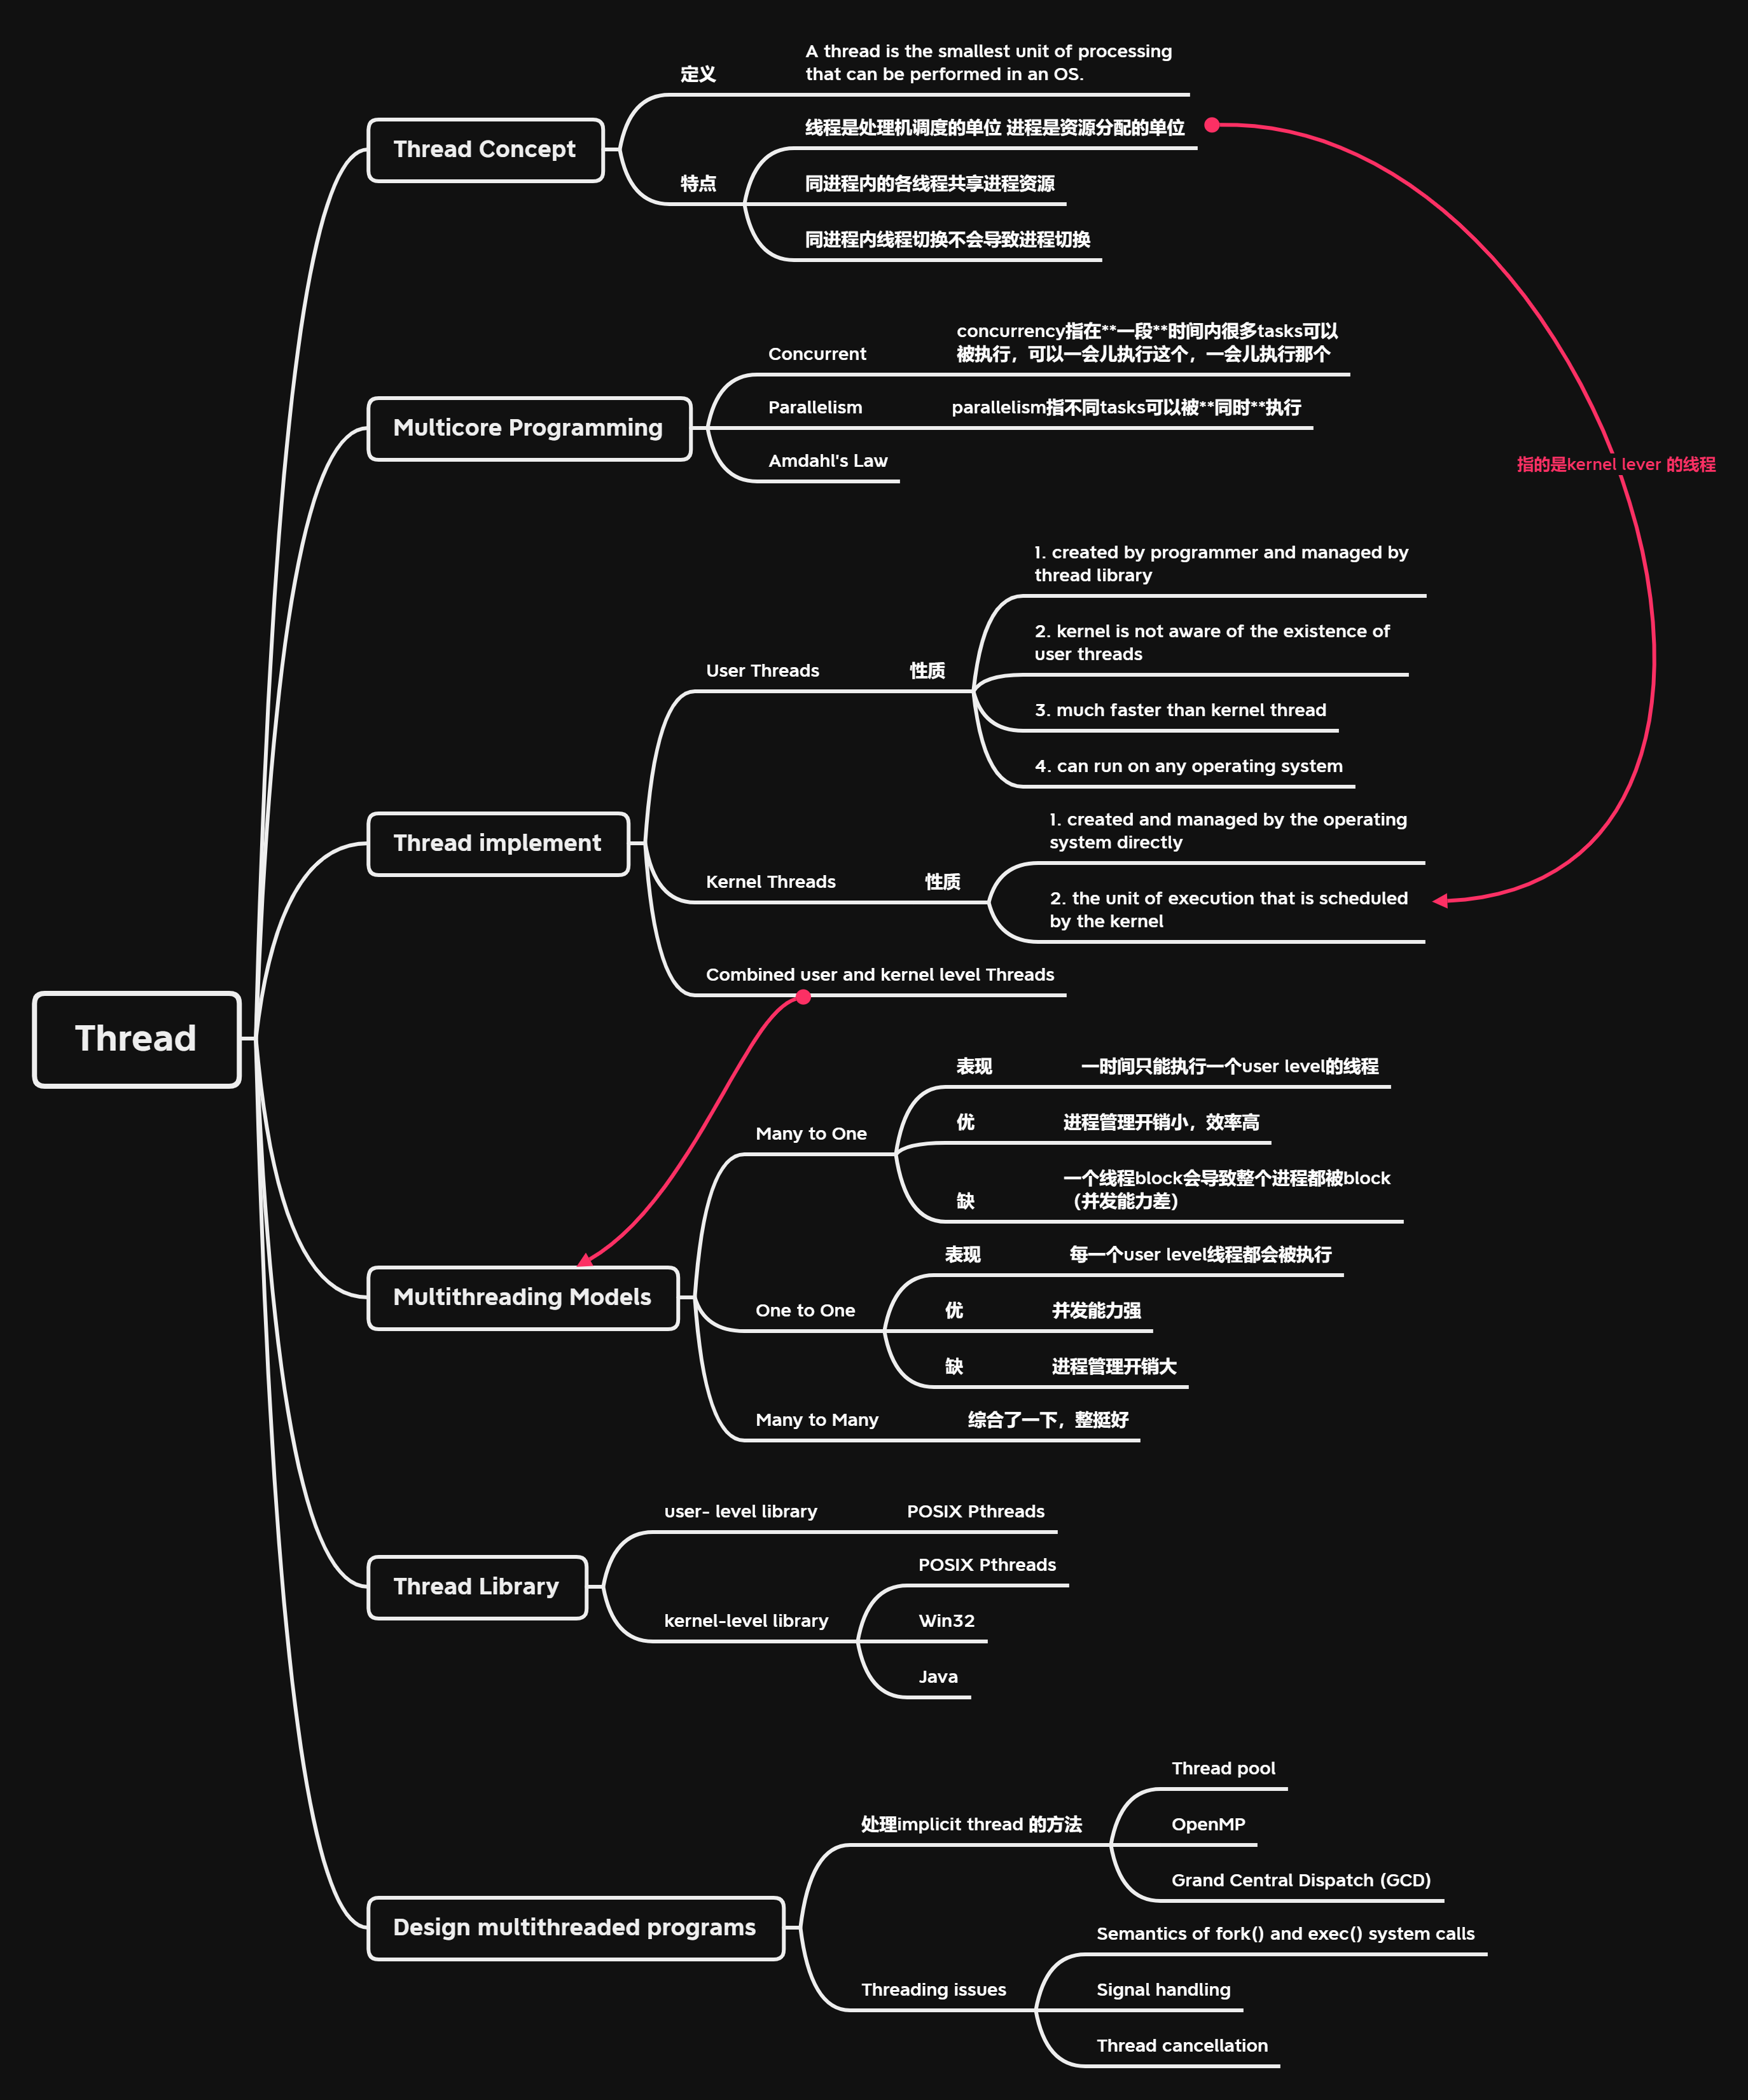 Thread
Thread Concept
定义
A thread is the smallest unit of processing
that can be performed in an OS.
特点
线程是处理机调度的单位 进程是资源分配的单位
同进程内的各线程共享进程资源
同进程内线程切换不会导致进程切换
Multicore Programming
Concurrent
concurrency指在**一段**时间内很多tasks可以
被执行，可以一会儿执行这个，一会儿执行那个
Parallelism
parallelism指不同tasks可以被**同时**执行
Amdahl's Law
指的是kernel lever 的线程
Thread implement
User Threads
性质
1. created by programmer and managed by
thread library
2. kernel is not aware of the existence of
user threads
3. much faster than kernel thread
4. can run on any operating system
Kernel Threads
性质
1. created and managed by the operating
system directly
2. the unit of execution that is scheduled
by the kernel
Combined user and kernel level Threads
Multithreading Models
Many to One
表现
一时间只能执行一个user level的线程
优
进程管理开销小，效率高
缺
一个线程block会导致整个进程都被block
（并发能力差）
One to One
表现
每一个user level线程都会被执行
优
并发能力强
缺
进程管理开销大
Many to Many
综合了一下，整挺好
Thread Library
user- level library
POSIX Pthreads
kernel-level library
POSIX Pthreads
Win32
Java
Design multithreaded programs
处理implicit thread 的方法
Thread pool
OpenMP
Grand Central Dispatch (GCD)
Threading issues
Semantics of fork() and exec() system calls
Signal handling
Thread cancellation